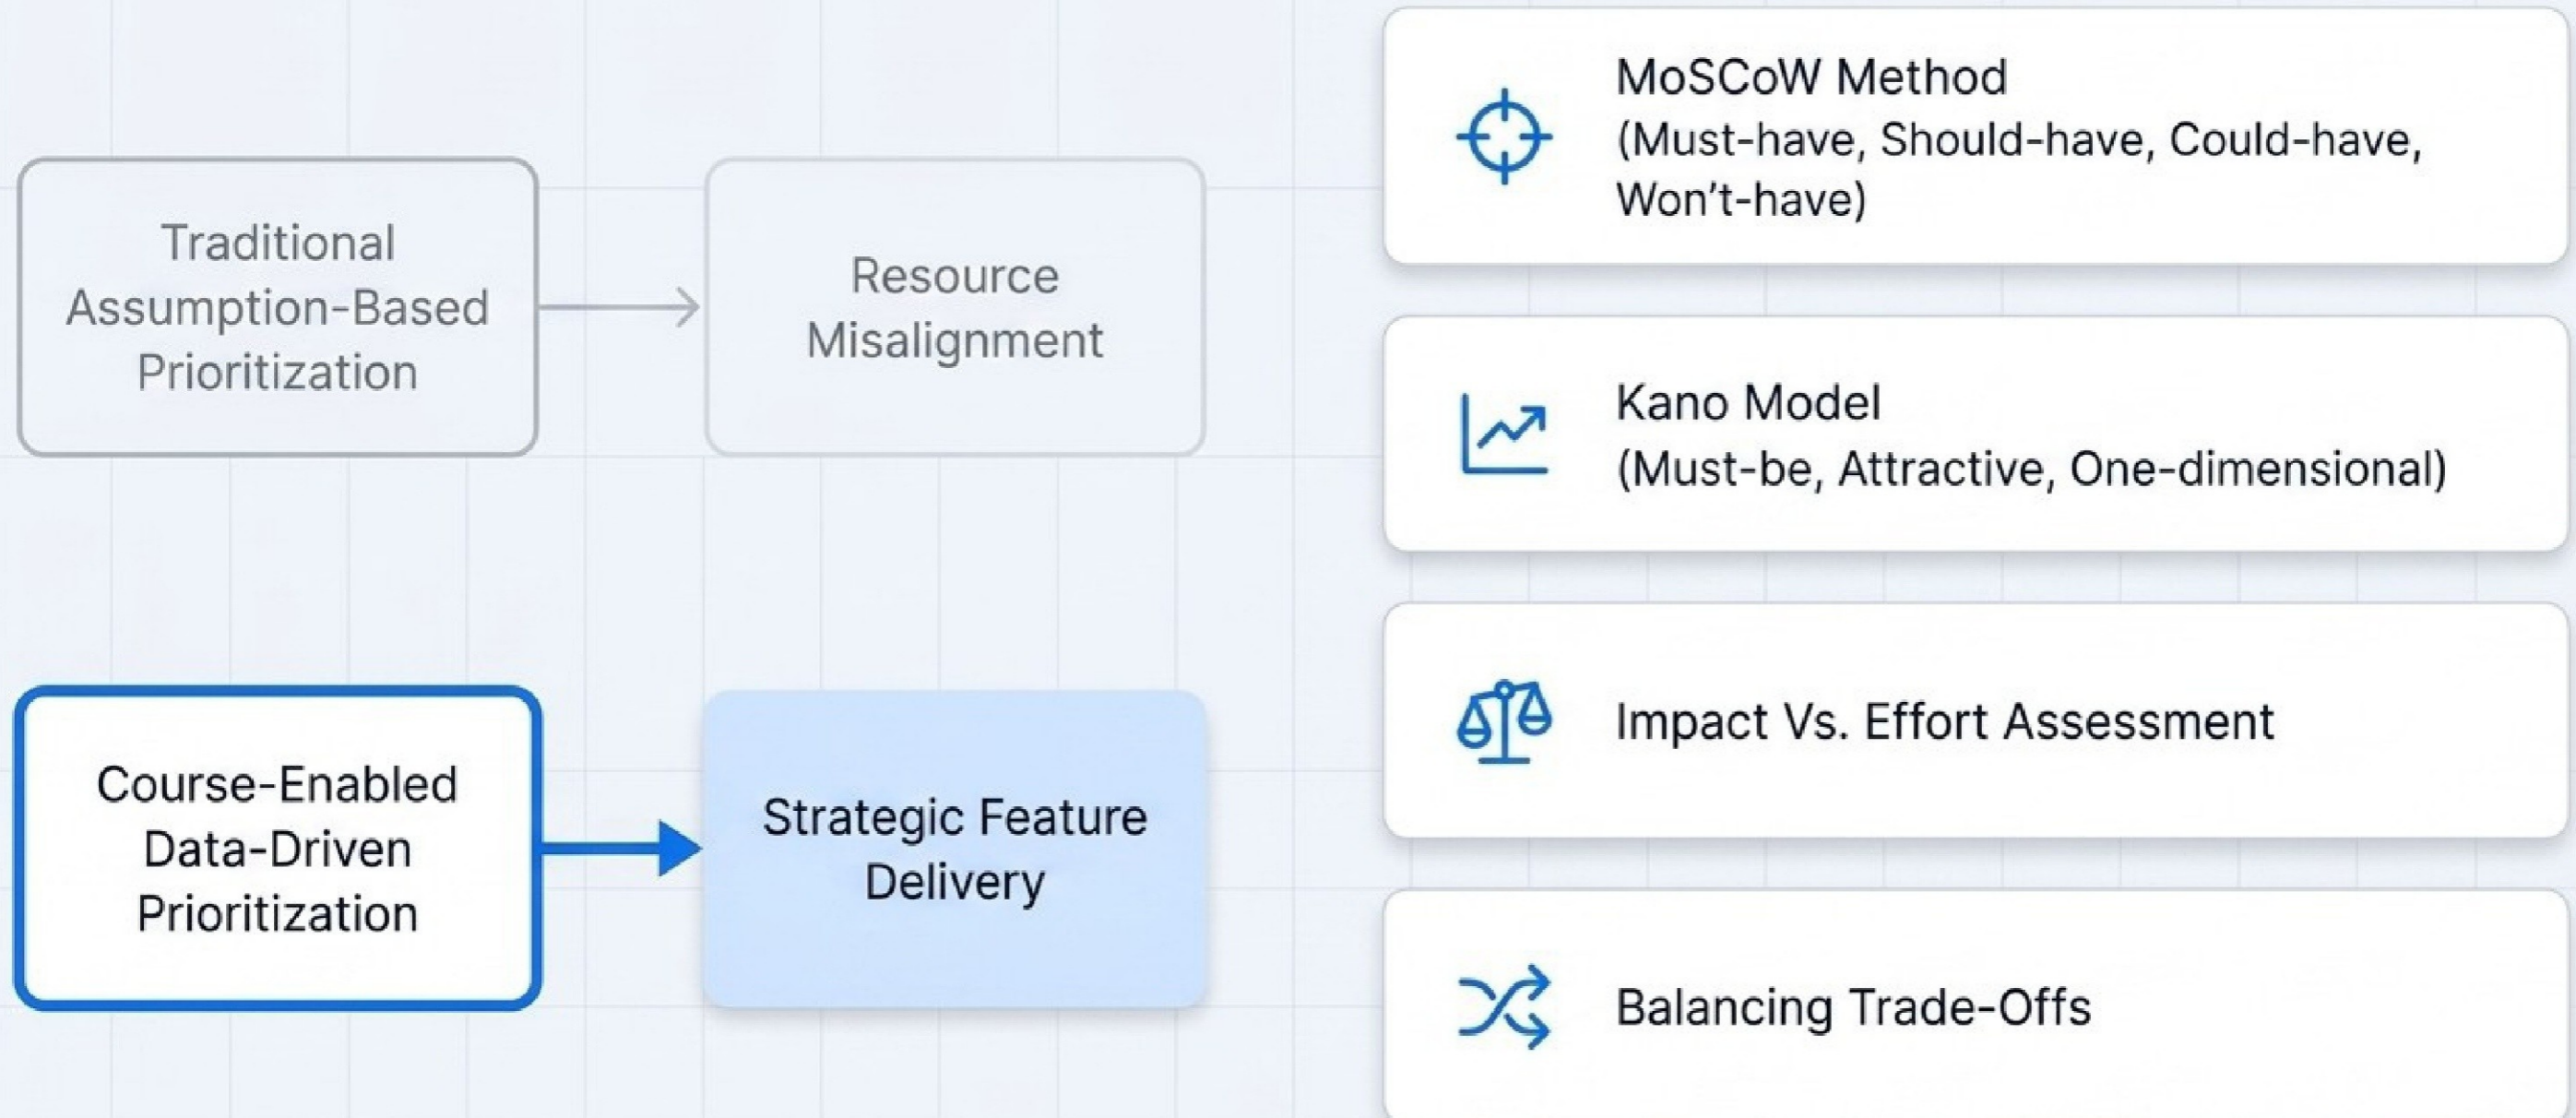 Traditional
Assumption-Based
Prioritization
Resource
Misalignment
Course-Enabled
Data-Driven
Prioritization
Strategic Feature
Delivery
MoSCoW Method
(Must-have, Should-have, Could-have,
Won't-have)
Kano Model
(Must-be, Attractive, One-dimensional)
Impact Vs. Effort Assessment
Balancing Trade-Offs